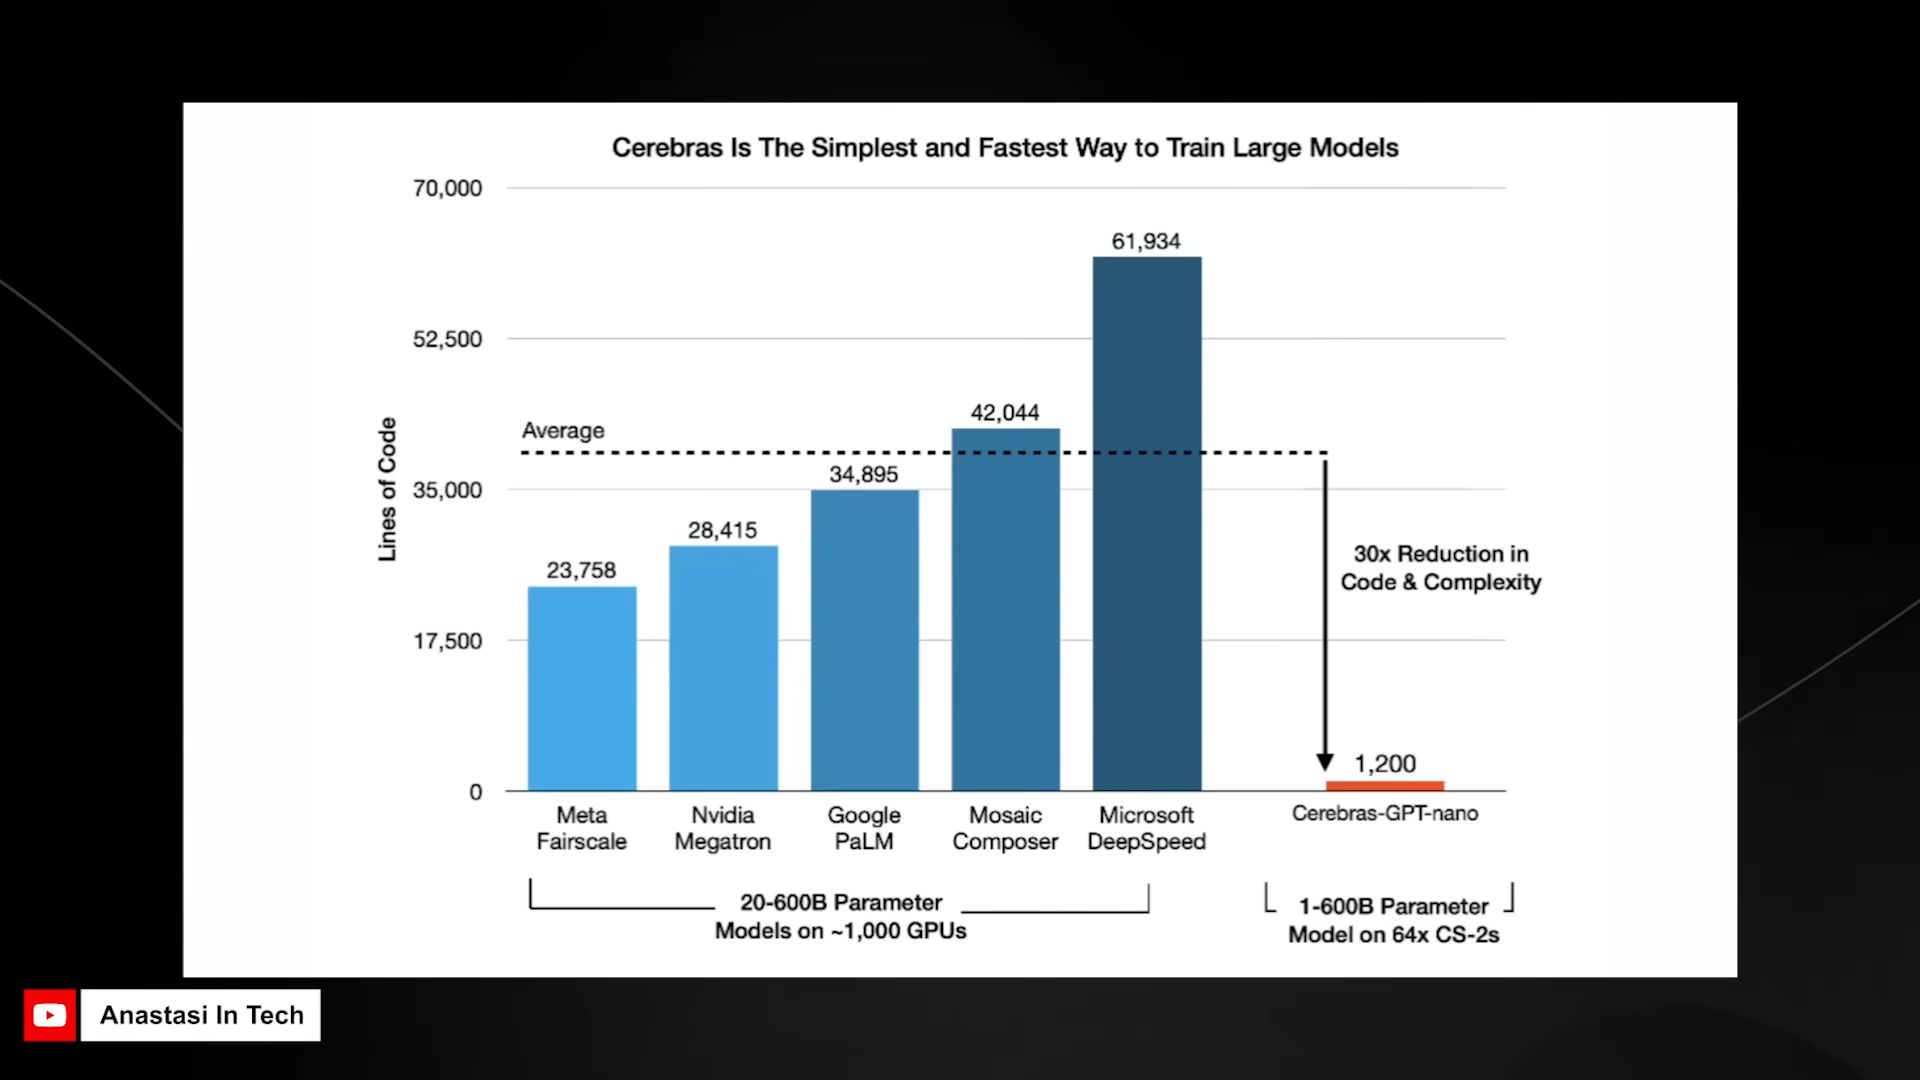 Cerebras Is The Simplest and Fastest Way to Train Large Models
70,000
61,934
52,500
42,044
Average
34,895
35,000
Lines of Code
28,415
30x Reduction in
Code & Complexity
23,758
17,500
1,200
0
Meta
Fairscale
Nvidia
Megatron
Google
PaLM
Mosaic
Composer
Microsoft
DeepSpeed
Cerebras-GPT-nano
20-600B Parameter
Models on ~1,000 GPUs
1-600B Parameter
Model on 64x CS-2s
Anastasi In Tech